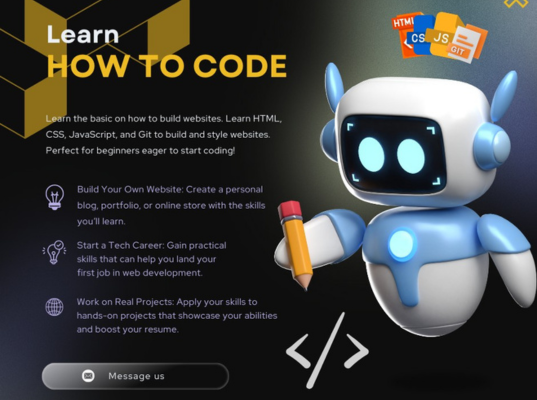 Learn
HOW TO CODE
HTML
CSS
JS
GIT
Learn the basic on how to build websites. Learn HTML,
CSS, JavaScript, and Git to build and style websites.
Perfect for beginners eager to start coding!
Build Your Own Website: Create a personal
blog, portfolio, or online store with the skills
you'll learn.
Start a Tech Career: Gain practical
skills that can help you land your
first job in web development.
Work on Real Projects: Apply your skills to
hands-on projects that showcase your abilities
and boost your resume.
</>
Message us